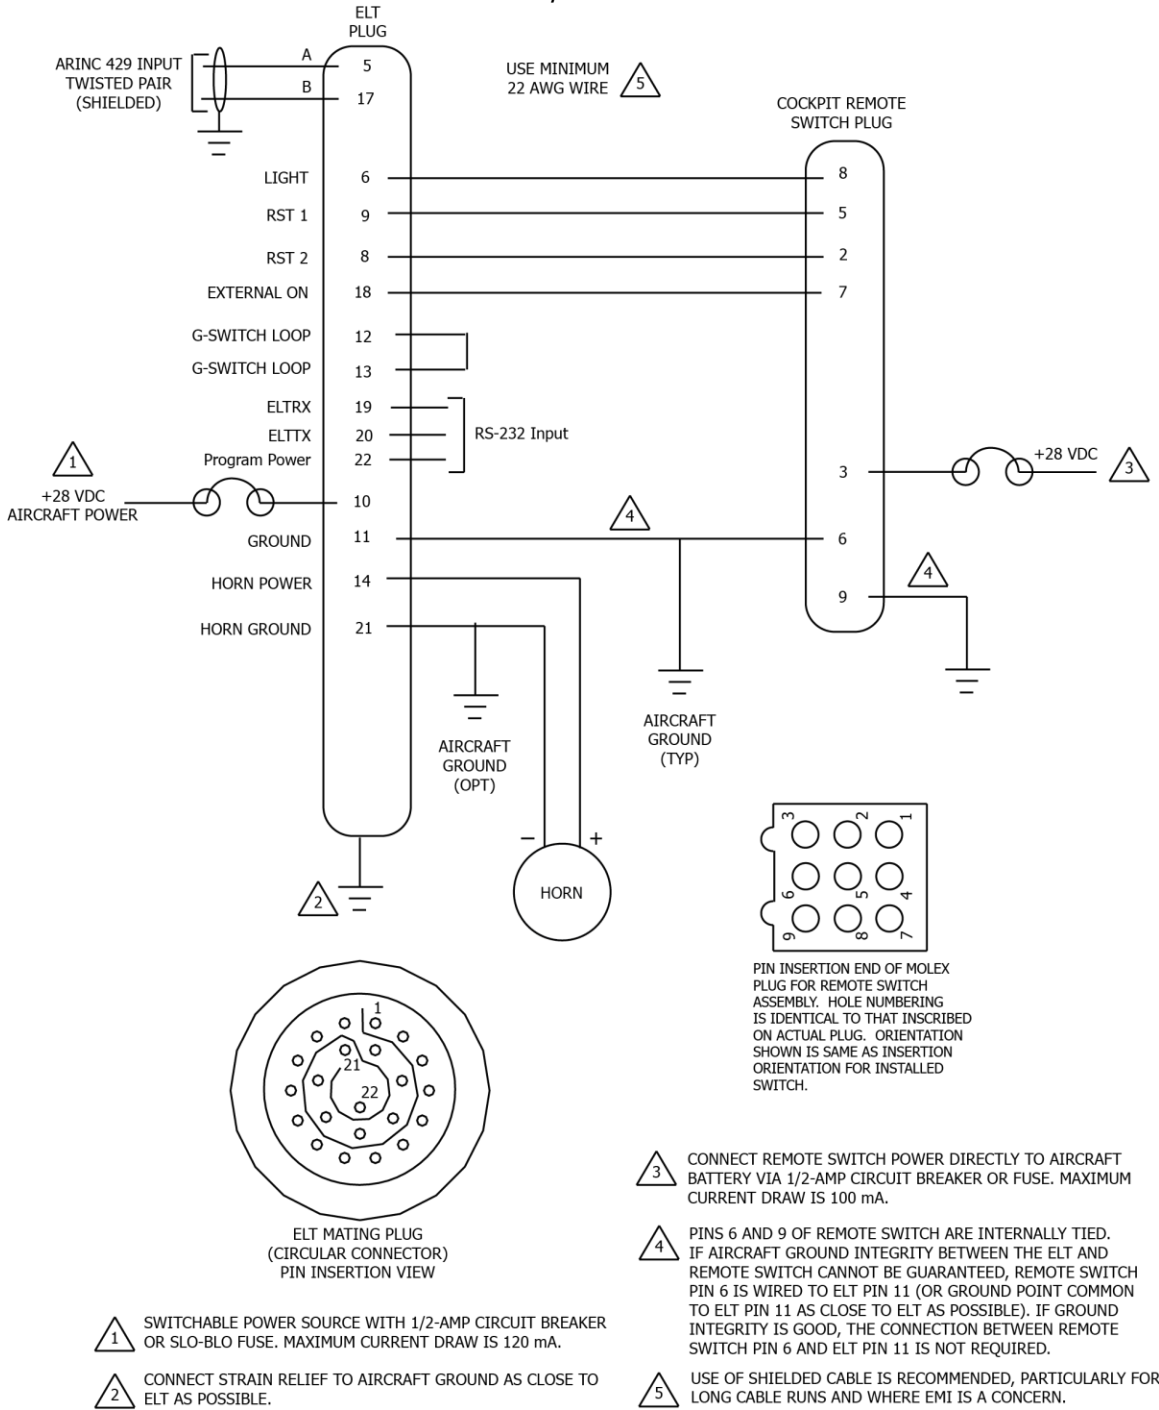 ELT
PLUG
ARINC 429 INPUT
TWISTED PAIR
(SHIELDED)
A
5
B
17
USE MINIMUM
22 AWG WIRE
5
COCKPIT REMOTE
SWITCH PLUG
LIGHT 6 8
RST 1 9 5
RST 2 8 2
EXTERNAL ON 18 7
G-SWITCH LOOP 12
G-SWITCH LOOP 13
ELTRX 19
ELTTX 20
RS-232 Input
Program Power 22
1
+28 VDC
AIRCRAFT POWER
10
3
+28 VDC
3
4
GROUND 11 6
HORN POWER 14
4
9
HORN GROUND 21
AIRCRAFT
GROUND
(OPT)
AIRCRAFT
GROUND
(TYP)
− +
HORN
2
3 2 1
6 5 4
9 8 7
PIN INSERTION END OF MOLEX
PLUG FOR REMOTE SWITCH
ASSEMBLY. HOLE NUMBERING
IS IDENTICAL TO THAT INSCRIBED
ON ACTUAL PLUG. ORIENTATION
SHOWN IS SAME AS INSERTION
ORIENTATION FOR INSTALLED
SWITCH.
1
21
22
ELT MATING PLUG
(CIRCULAR CONNECTOR)
PIN INSERTION VIEW
1
SWITCHABLE POWER SOURCE WITH 1/2-AMP CIRCUIT BREAKER
OR SLO-BLO FUSE. MAXIMUM CURRENT DRAW IS 120 mA.
2
CONNECT STRAIN RELIEF TO AIRCRAFT GROUND AS CLOSE TO
ELT AS POSSIBLE.
3
CONNECT REMOTE SWITCH POWER DIRECTLY TO AIRCRAFT
BATTERY VIA 1/2-AMP CIRCUIT BREAKER OR FUSE. MAXIMUM
CURRENT DRAW IS 100 mA.
4
PINS 6 AND 9 OF REMOTE SWITCH ARE INTERNALLY TIED.
IF AIRCRAFT GROUND INTEGRITY BETWEEN THE ELT AND
REMOTE SWITCH CANNOT BE GUARANTEED, REMOTE SWITCH
PIN 6 IS WIRED TO ELT PIN 11 (OR GROUND POINT COMMON
TO ELT PIN 11 AS CLOSE TO ELT AS POSSIBLE). IF GROUND
INTEGRITY IS GOOD, THE CONNECTION BETWEEN REMOTE
SWITCH PIN 6 AND ELT PIN 11 IS NOT REQUIRED.
5
USE OF SHIELDED CABLE IS RECOMMENDED, PARTICULARLY FOR
LONG CABLE RUNS AND WHERE EMI IS A CONCERN.